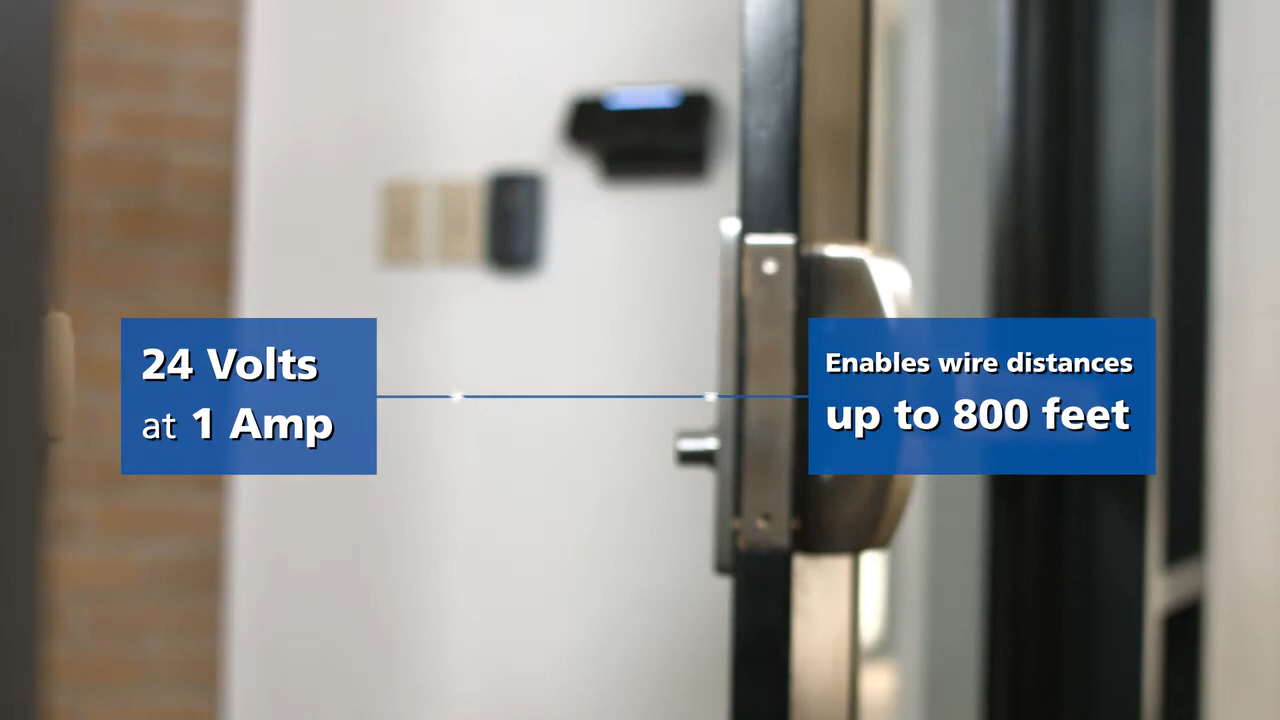 24 Volts
at 1 Amp
Enables wire distances
up to 800 feet